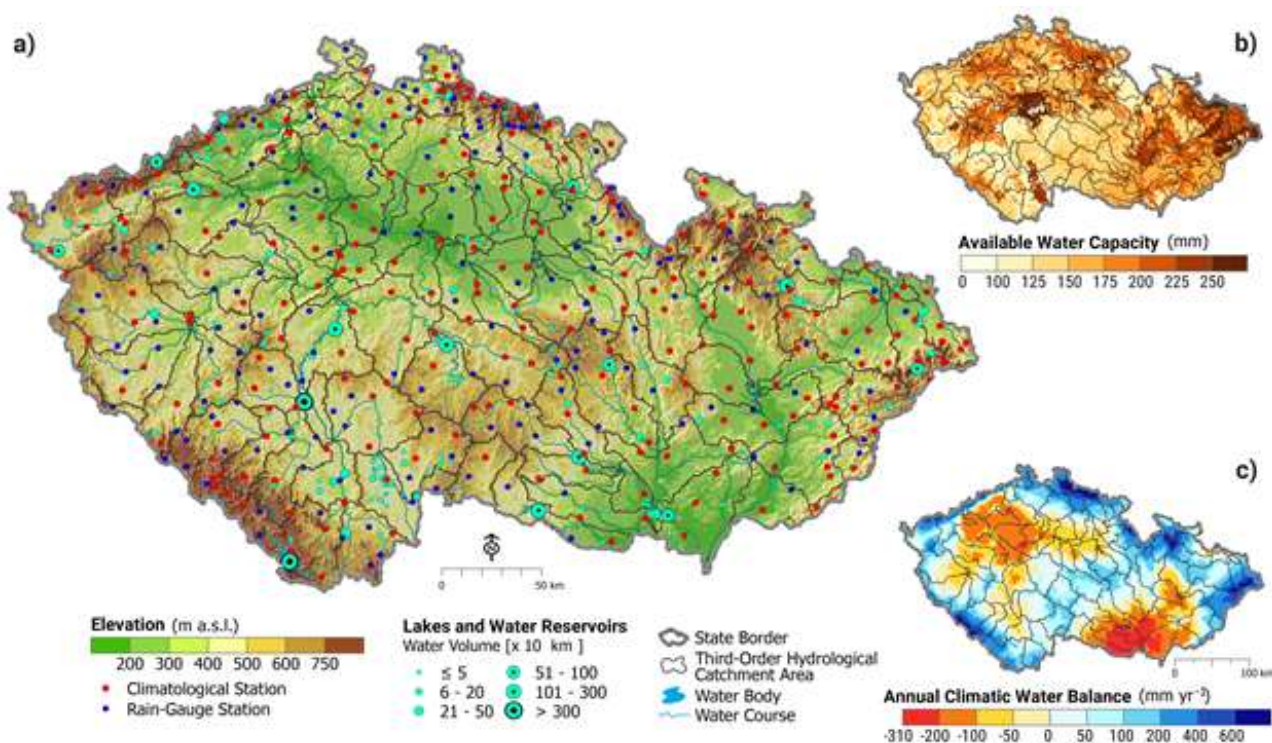 a)
b)
Available Water Capacity (mm)
0 100 125 150 175 200 225 250
c)
0 50 km
0 100 km
Elevation (m a.s.l.)
200 300 400 500 600 750
Climatological Station
Rain-Gauge Station
Lakes and Water Reservoirs
Water Volume [x 10 km ]
≤ 5
6 - 20
21 - 50
51 - 100
101 - 300
> 300
State Border
Third-Order Hydrological
Catchment Area
Water Body
Water Course
Annual Climatic Water Balance (mm yr⁻¹)
-310 -200 -100 -50 0 50 100 200 400 600